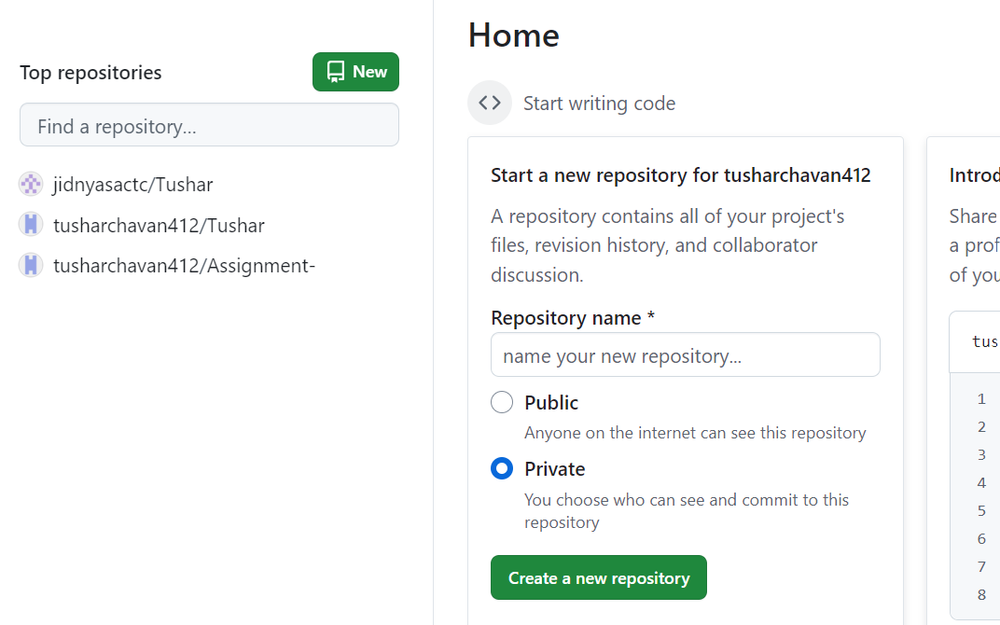 Top repositories
New
Find a repository...
jidnyasactc/Tushar
tusharchavan412/Tushar
tusharchavan412/Assignment-
Home
Start writing code
Start a new repository for tusharchavan412
A repository contains all of your project's
files, revision history, and collaborator
discussion.
Repository name *
name your new repository...
Public
Anyone on the internet can see this repository
Private
You choose who can see and commit to this
repository
Create a new repository
Introd
Share
a prof
of you
tus
1
2
3
4
5
6
7
8